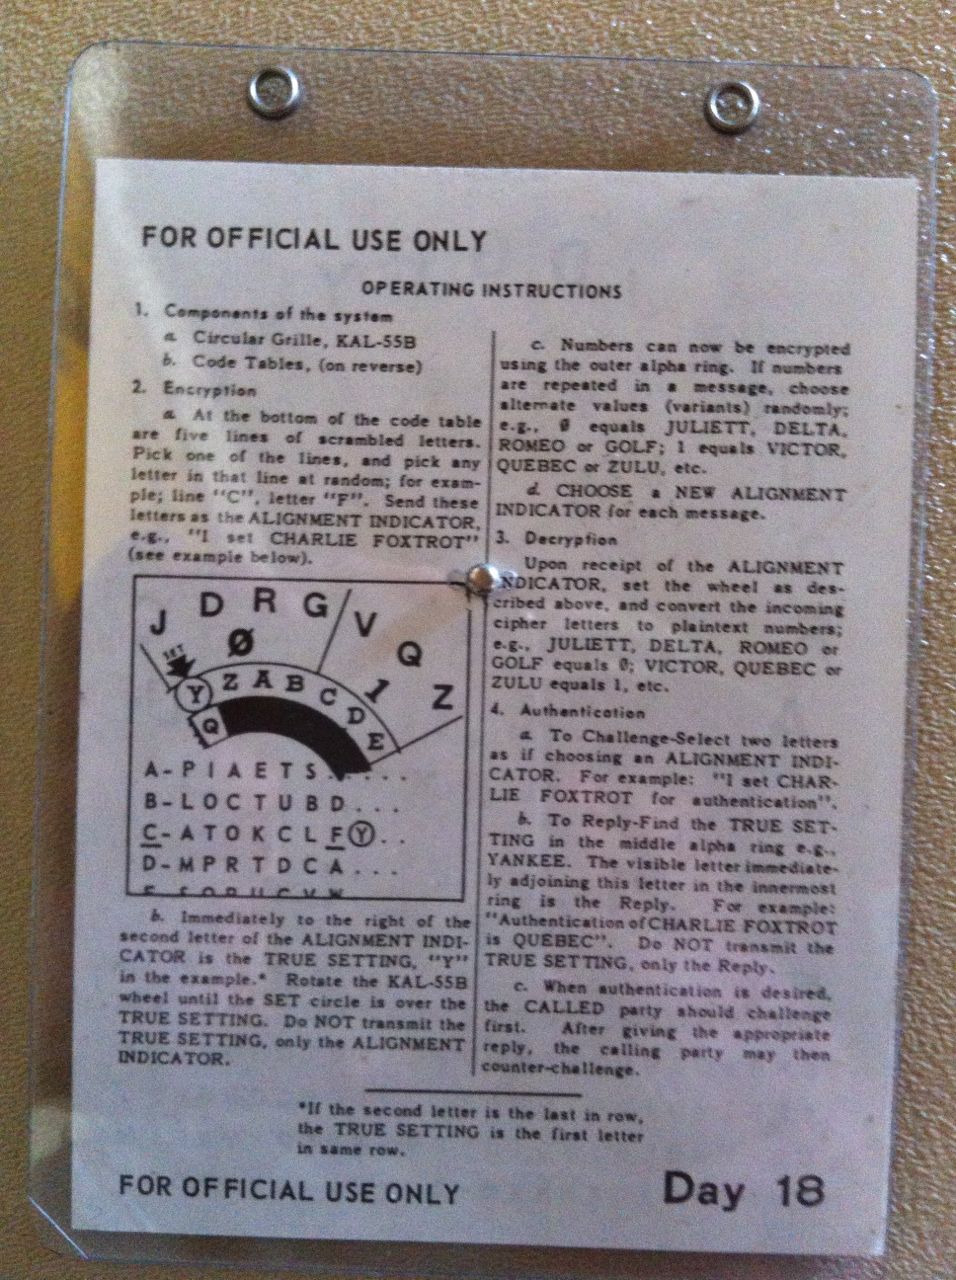 FOR OFFICIAL USE ONLY
OPERATING INSTRUCTIONS
1. Components of the system
a. Circular Grille, KAL-55B
b. Code Tables, (on reverse)
2. Encryption
a. At the bottom of the code table
are five lines of scrambled letters.
Pick one of the lines, and pick any
letter in that line at random; for exam-
ple; line "C", letter "F". Send these
letters as the ALIGNMENT INDICATOR,
e.g., "I set CHARLIE FOXTROT"
(see example below).
J D R G V Q Z
Ø 1
SET
Y Z A B C D E
Q
A-PIAETS.....
B-LOCTUBD...
C-ATOKCLFY..
D-MPRTDCA...
b. Immediately to the right of the
second letter of the ALIGNMENT INDI-
CATOR is the TRUE SETTING, "Y"
in the example.* Rotate the KAL-55B
wheel until the SET circle is over the
TRUE SETTING. Do NOT transmit the
TRUE SETTING, only the ALIGNMENT
INDICATOR.
c. Numbers can now be encrypted
using the outer alpha ring. If numbers
are repeated in a message, choose
alternate values (variants) randomly;
e.g., Ø equals JULIETT, DELTA,
ROMEO or GOLF; 1 equals VICTOR,
QUEBEC or ZULU, etc.
d. CHOOSE a NEW ALIGNMENT
INDICATOR for each message.
3. Decryption
Upon receipt of the ALIGNMENT
INDICATOR, set the wheel as des-
cribed above, and convert the incoming
cipher letters to plaintext numbers;
e.g., JULIETT, DELTA, ROMEO or
GOLF equals Ø; VICTOR, QUEBEC or
ZULU equals 1, etc.
4. Authentication
a. To Challenge-Select two letters
as if choosing an ALIGNMENT INDI-
CATOR. For example: "I set CHAR-
LIE FOXTROT for authentication".
b. To Reply-Find the TRUE SET-
TING in the middle alpha ring e.g.,
YANKEE. The visible letter immediate-
ly adjoining this letter in the innermost
ring is the Reply. For example:
"Authentication of CHARLIE FOXTROT
is QUEBEC". Do NOT transmit the
TRUE SETTING, only the Reply.
c. When authentication is desired,
the CALLED party should challenge
first. After giving the appropriate
reply, the calling party may then
counter-challenge.
*If the second letter is the last in row,
the TRUE SETTING is the first letter
in same row.
FOR OFFICIAL USE ONLY
Day 18